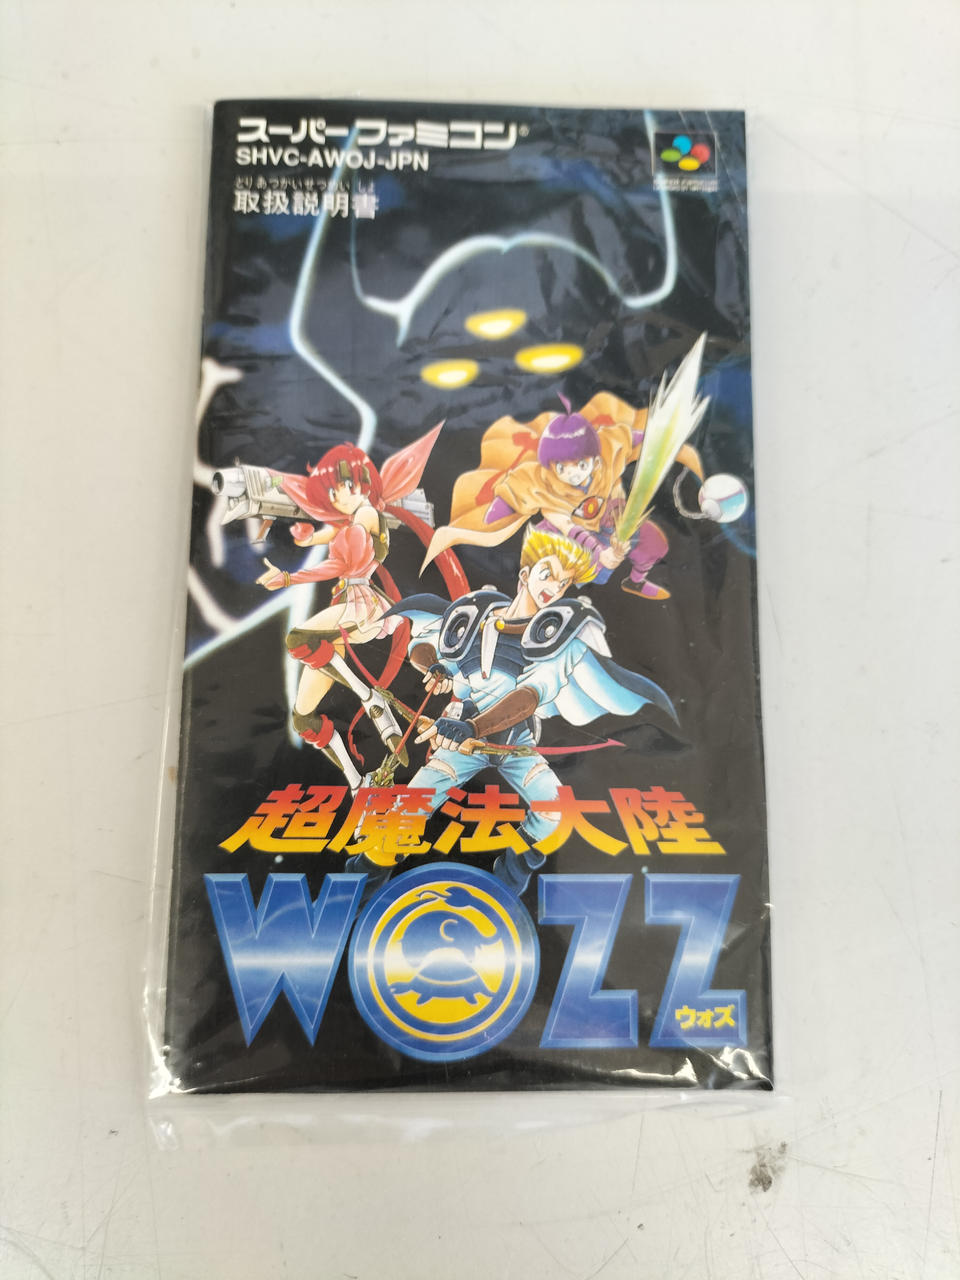 スーパーファミコン®
SHVC-AWOJ-JPN
とりあつかいせつめいしょ
取扱説明書
超魔法大陸
WOZZ
ウォズ